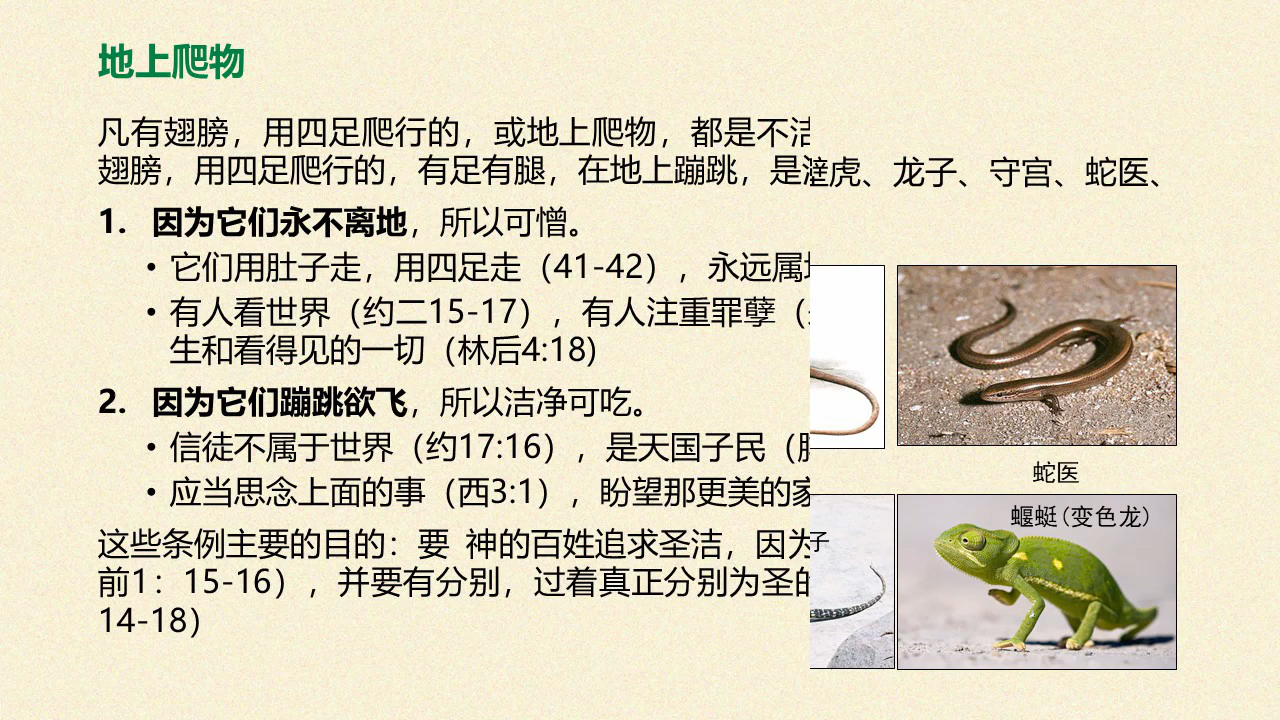 地上爬物
凡有翅膀，用四足爬行的，或地上爬物，都是不洁
翅膀，用四足爬行的，有足有腿，在地上蹦跳，是
虎、龙子、守宫、蛇医、
1. 因为它们永不离地，所以可憎。
• 它们用肚子走，用四足走（41-42），永远属
• 有人看世界（约二15-17），有人注重罪孽（
生和看得见的一切（林后4:18)
2. 因为它们蹦跳欲飞，所以洁净可吃。
• 信徒不属于世界（约17:16），是天国子民（
• 应当思念上面的事（西3:1），盼望那更美的家
这些条例主要的目的：要 神的百姓追求圣洁，因为
前1：15-16），并要有分别，过着真正分别为圣的
14-18）
蛇医
子
蝘蜓(变色龙)